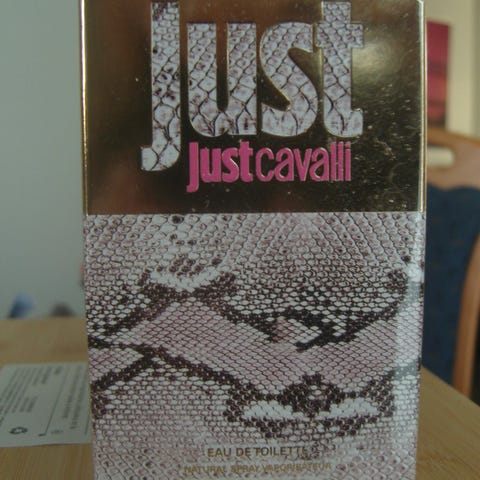 Just
Justcavalli
EAU DE TOILETTE
NATURAL SPRAY VAPORISATEUR